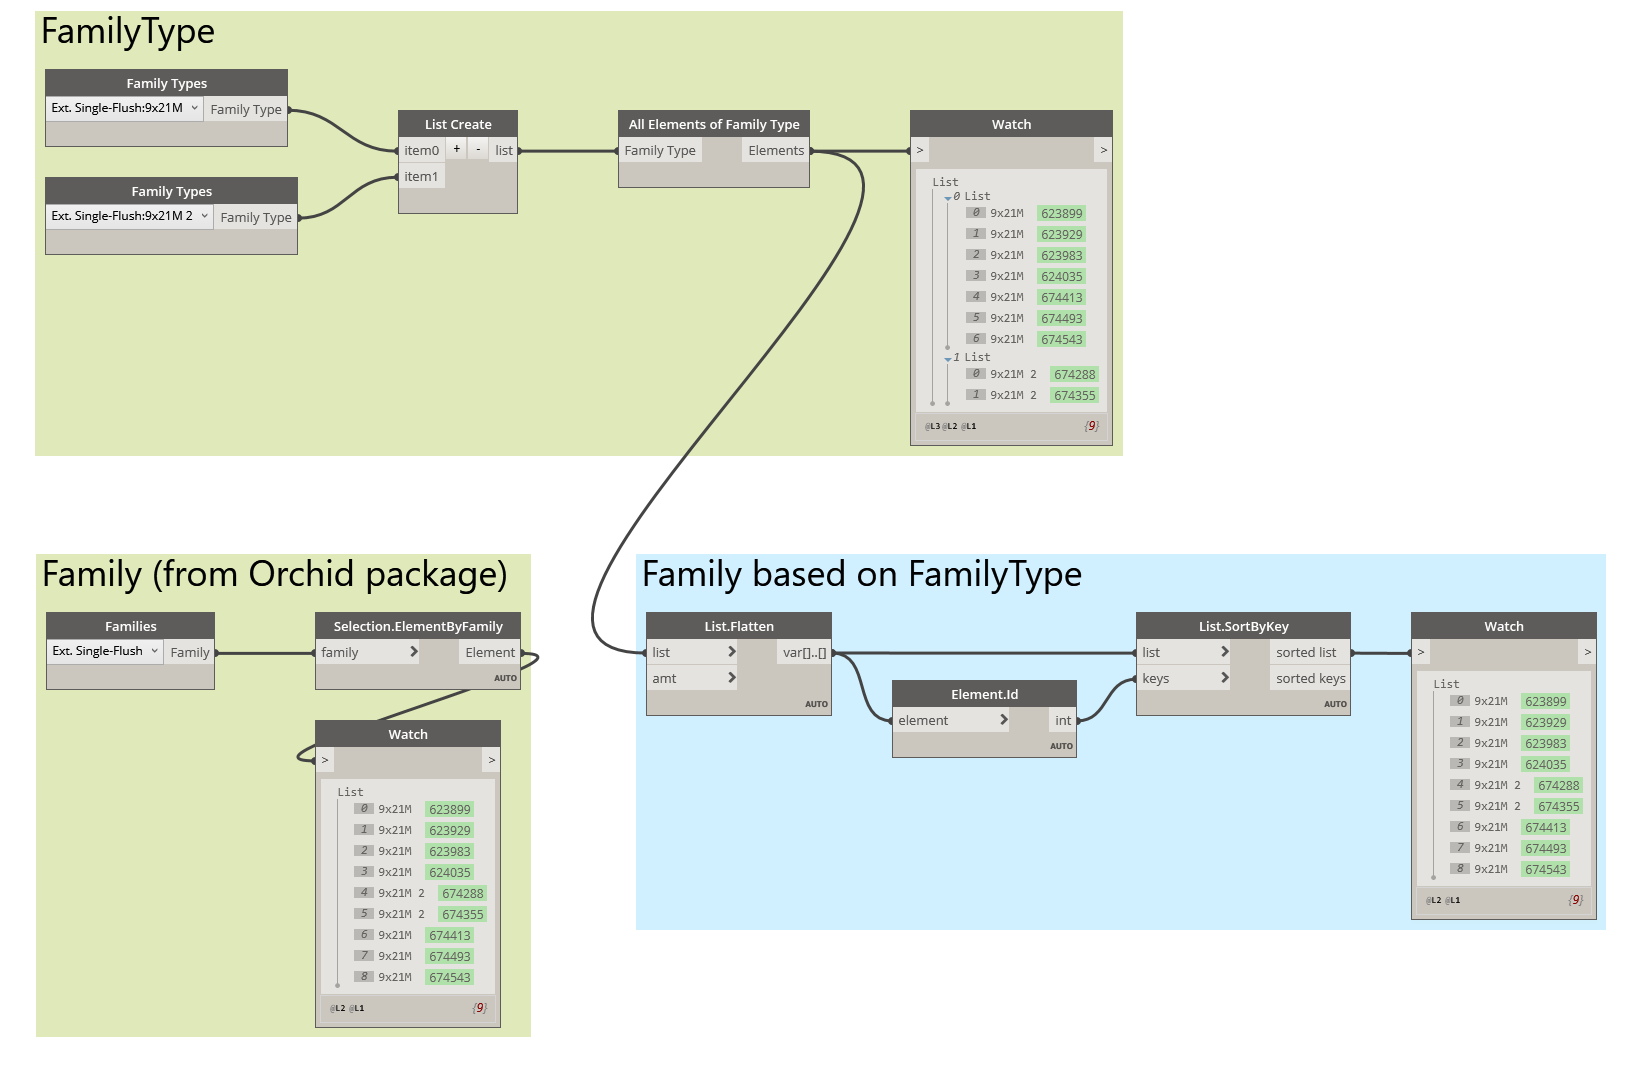 FamilyType
Family Types
Ext. Single-Flush:9x21M Family Type
Family Types
Ext. Single-Flush:9x21M 2 Family Type
List Create
item0 + - list
item1
All Elements of Family Type
Family Type Elements
Watch
> >
List
0 List
0 9x21M 623899
1 9x21M 623929
2 9x21M 623983
3 9x21M 624035
4 9x21M 674413
5 9x21M 674493
6 9x21M 674543
1 List
0 9x21M 2 674288
1 9x21M 2 674355
@L3 @L2 @L1 {9}
Family (from Orchid package)
Families
Ext. Single-Flush Family
Selection.ElementByFamily
family > Element
AUTO
Watch
> >
List
0 9x21M 623899
1 9x21M 623929
2 9x21M 623983
3 9x21M 624035
4 9x21M 2 674288
5 9x21M 2 674355
6 9x21M 674413
7 9x21M 674493
8 9x21M 674543
@L2 @L1 {9}
Family based on FamilyType
List.Flatten
list > var[]..[]
amt >
AUTO
Element.Id
element > int
AUTO
List.SortByKey
list > sorted list
keys > sorted keys
AUTO
Watch
> >
List
0 9x21M 623899
1 9x21M 623929
2 9x21M 623983
3 9x21M 624035
4 9x21M 2 674288
5 9x21M 2 674355
6 9x21M 674413
7 9x21M 674493
8 9x21M 674543
@L2 @L1 {9}